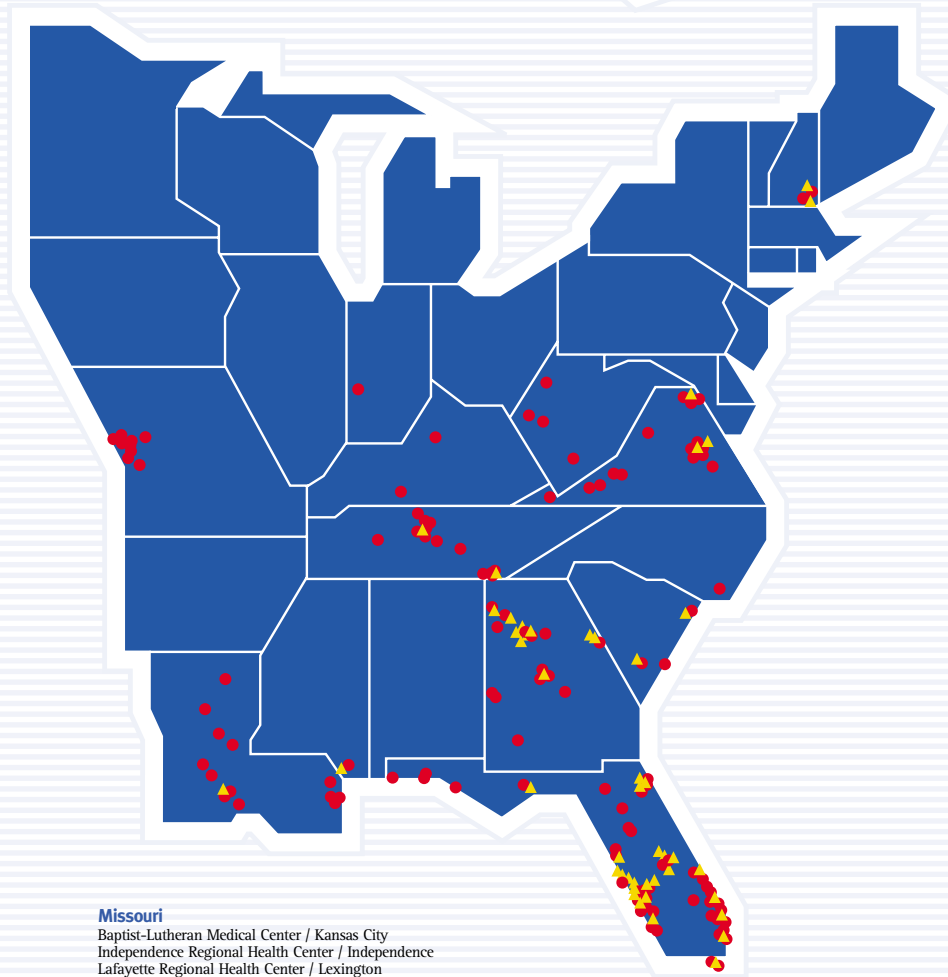 Missouri
Baptist-Lutheran Medical Center / Kansas City
Independence Regional Health Center / Independence
Lafayette Regional Health Center / Lexington